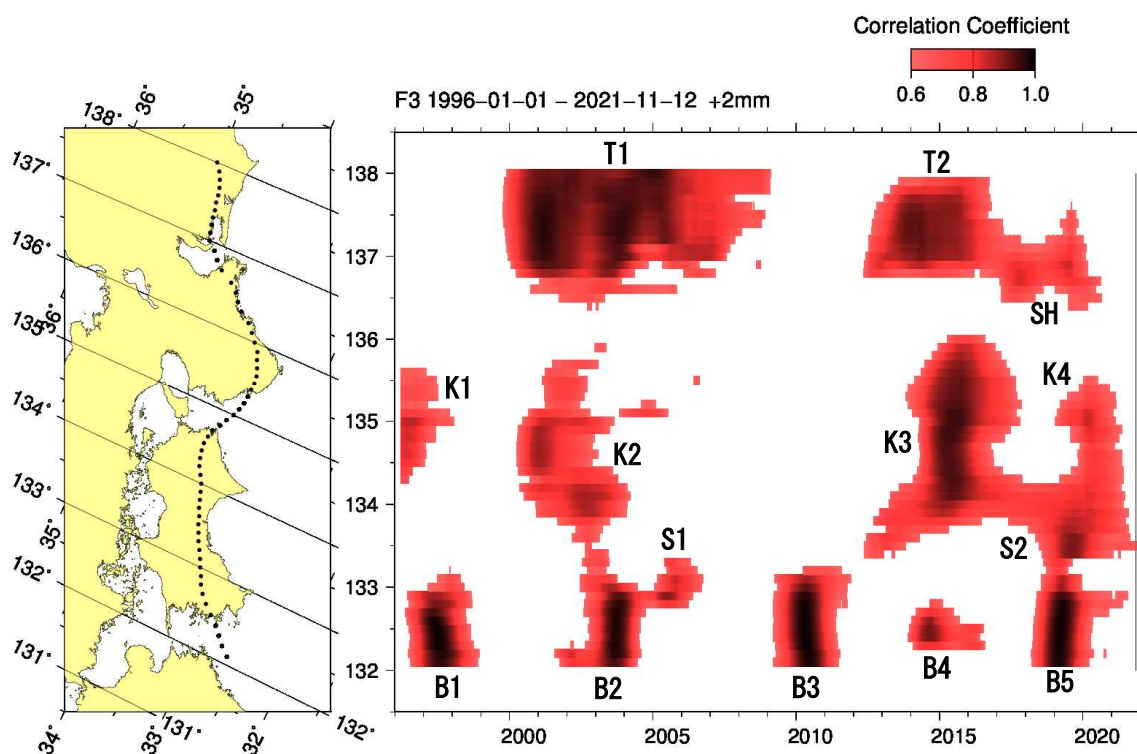 Correlation Coefficient
0.6 0.8 1.0
F3 1996-01-01 - 2021-11-12 +2mm
138° 36° 35°
137°
136°
36°
135°
134°
133°
35°
132°
131°
34° 33° 131° 32° 132°
138
137
136
135
134
133
132
T1
T2
SH
K1
K2
K3
K4
S1
S2
B1
B2
B3
B4
B5
2000 2005 2010 2015 2020